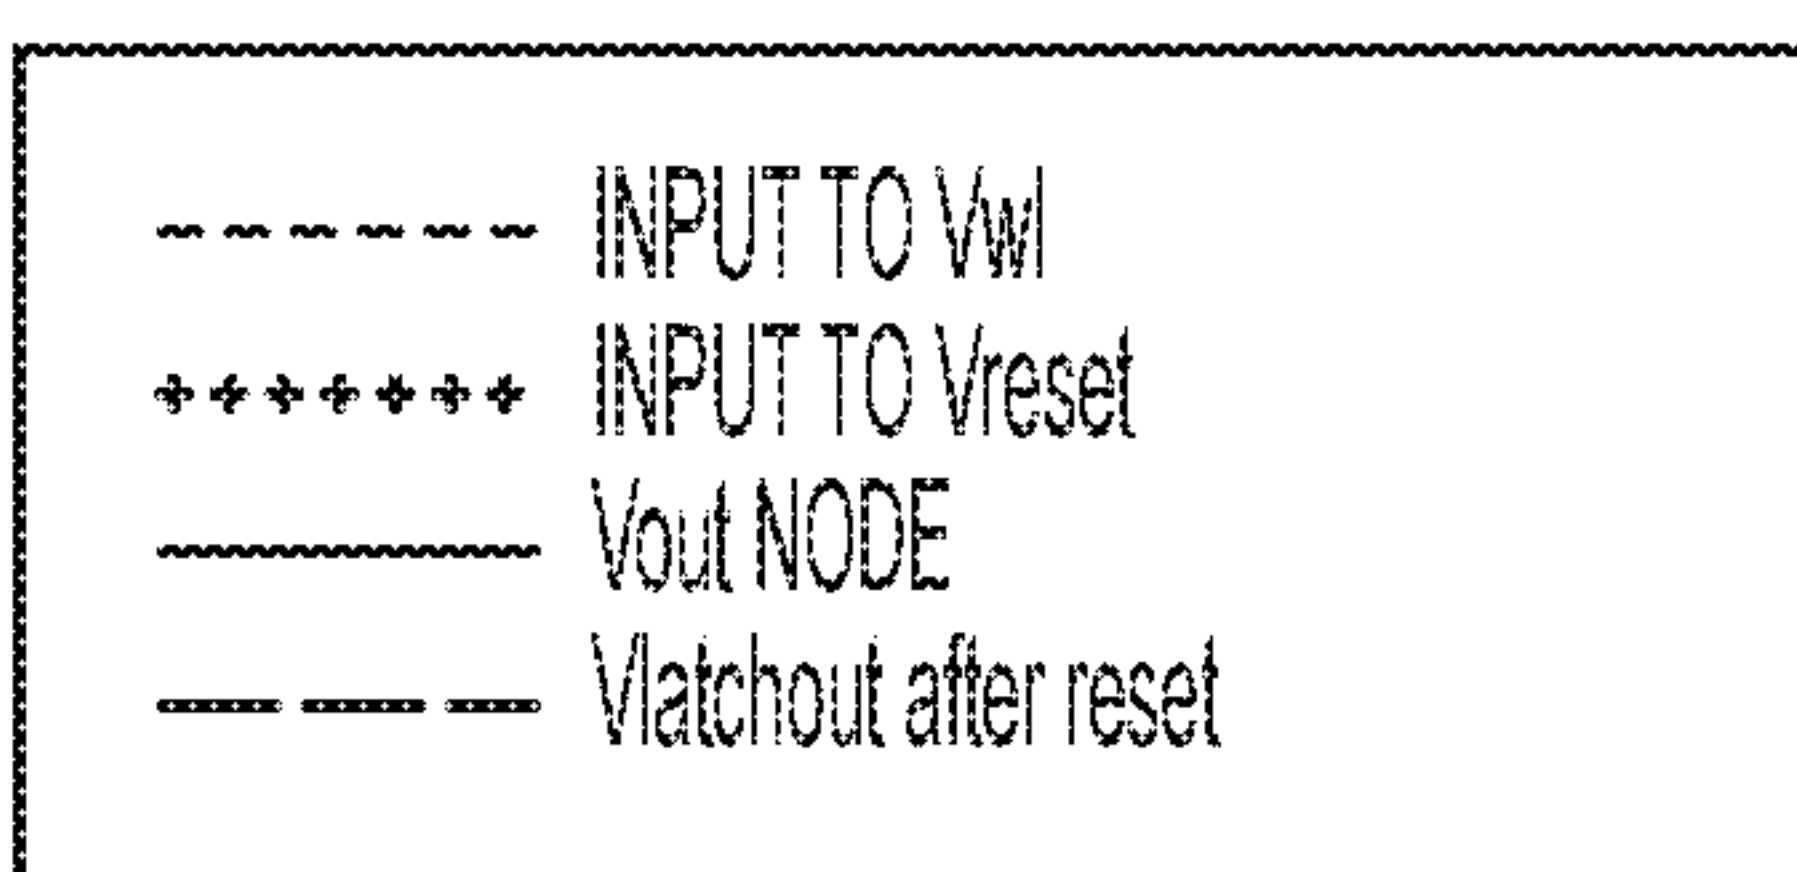 INPUT TO Vwl
INPUT TO Vreset
Vout NODE
Vlatchout after reset